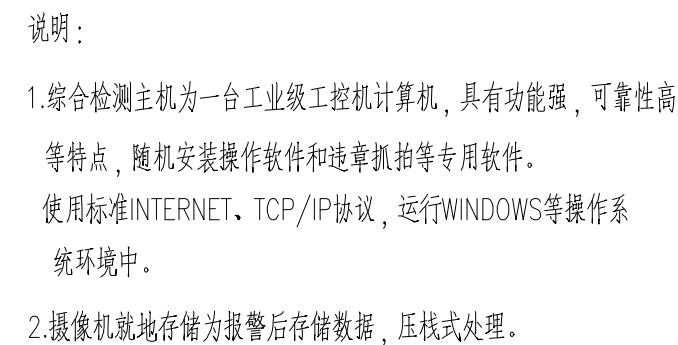 说明：
1.综合检测主机为一台工业级工控机计算机，具有功能强，可靠性高
等特点，随机安装操作软件和违章抓拍等专用软件。
使用标准INTERNET、TCP/IP协议，运行WINDOWS等操作系
统环境中。
2.摄像机就地存储为报警后存储数据，压栈式处理。